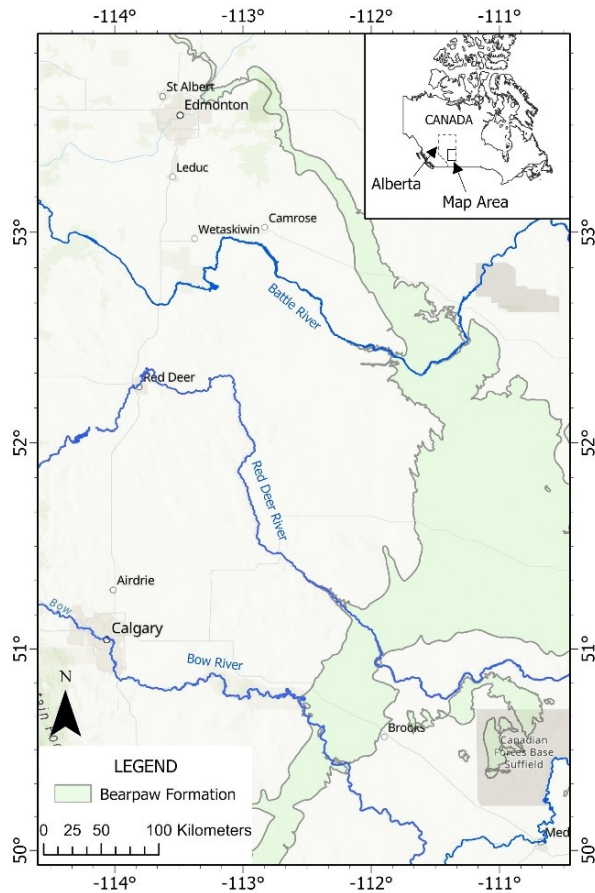 -114° -113° -112° -111°
St Albert
Edmonton
CANADA
Leduc
Alberta
Map Area
Camrose
53°
53°
Wetaskiwin
Battle River
Red Deer
52°
52°
Red Deer River
Airdrie
Bow
Calgary
51°
51°
Bow River
N
Brooks
Canadian
Forces Base
Suffield
LEGEND
Bearpaw Formation
0 25 50 100 Kilometers
Med
50°
50°
-114° -113° -112° -111°